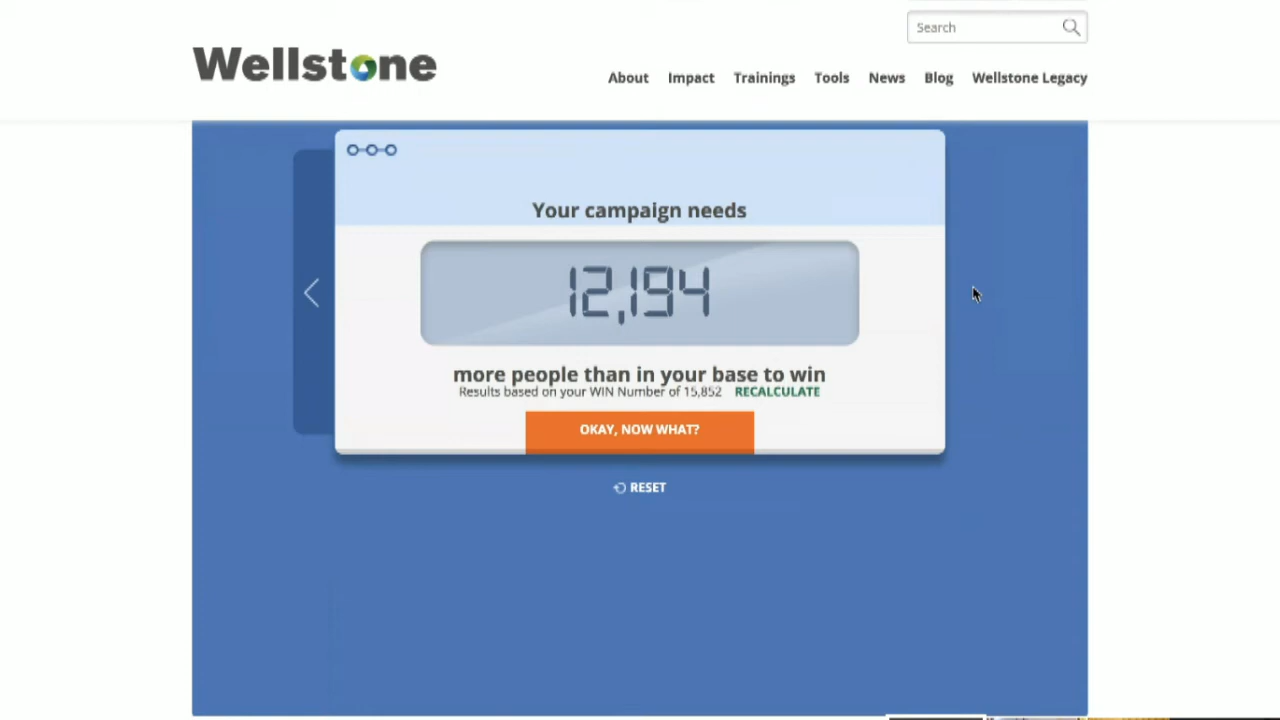 Search
Wellstone
About Impact Trainings Tools News Blog Wellstone Legacy
Your campaign needs
12,194
more people than in your base to win
Results based on your WIN Number of 15,852 RECALCULATE
OKAY, NOW WHAT?
RESET